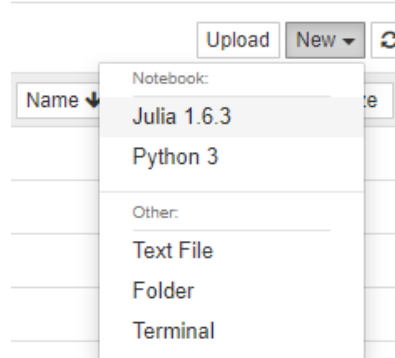 Upload New
Notebook:
Name
Julia 1.6.3
Python 3
Other:
Text File
Folder
Terminal